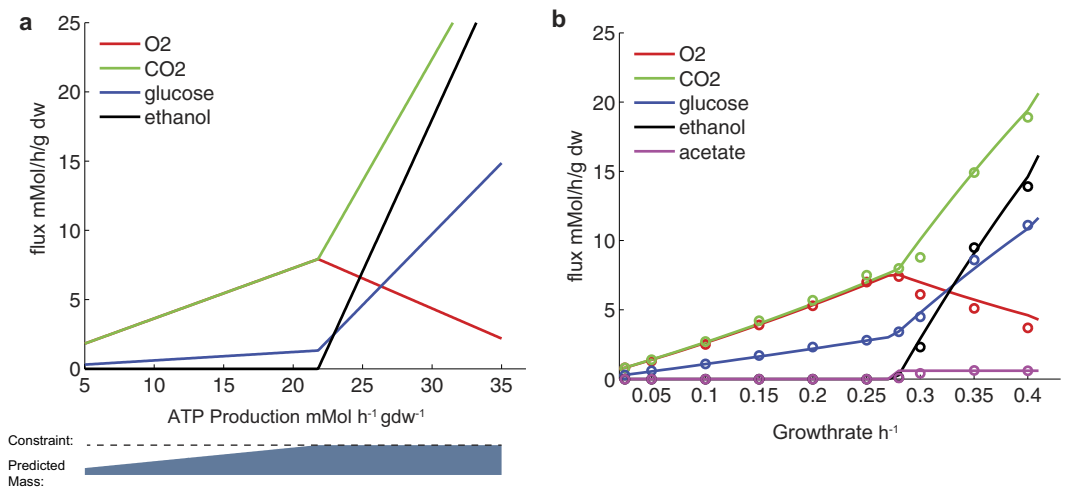 a
25
20
15
10
5
0
flux mMol/h/g dw
O2
CO2
glucose
ethanol
5
10
15
20
25
30
35
ATP Production mMol h-1 gdw-1
Constraint:
Predicted
Mass:
b
25
20
15
10
5
0
flux mMol/h/g dw
O2
CO2
glucose
ethanol
acetate
0.05
0.1
0.15
0.2
0.25
0.3
0.35
0.4
Growthrate h-1